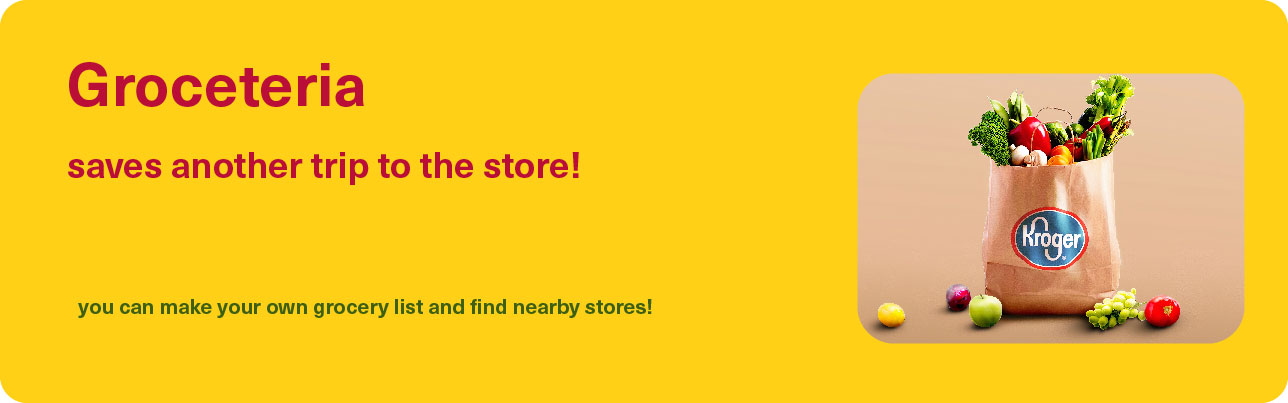 Groceteria
saves another trip to the store!
you can make your own grocery list and find nearby stores!
Kroger